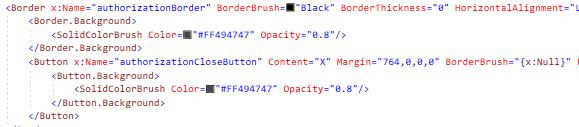 <Border x:Name="authorizationBorder" BorderBrush="Black" BorderThickness="0" HorizontalAlignment="L
<Border.Background>
<SolidColorBrush Color="#FF494747" Opacity="0.8"/>
</Border.Background>
<Button x:Name="authorizationCloseButton" Content="X" Margin="764,0,0,0" BorderBrush="{x:Null}"
<Button.Background>
<SolidColorBrush Color="#FF494747" Opacity="0.8"/>
</Button.Background>
</Button>